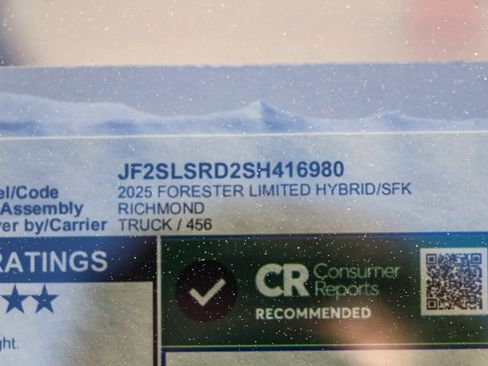 JF2SLSRD2SH416980
el/Code 2025 FORESTER LIMITED HYBRID/SFK
Assembly RICHMOND
ver by/Carrier TRUCK / 456
RATINGS
CR Consumer
Reports
RECOMMENDED
ght.